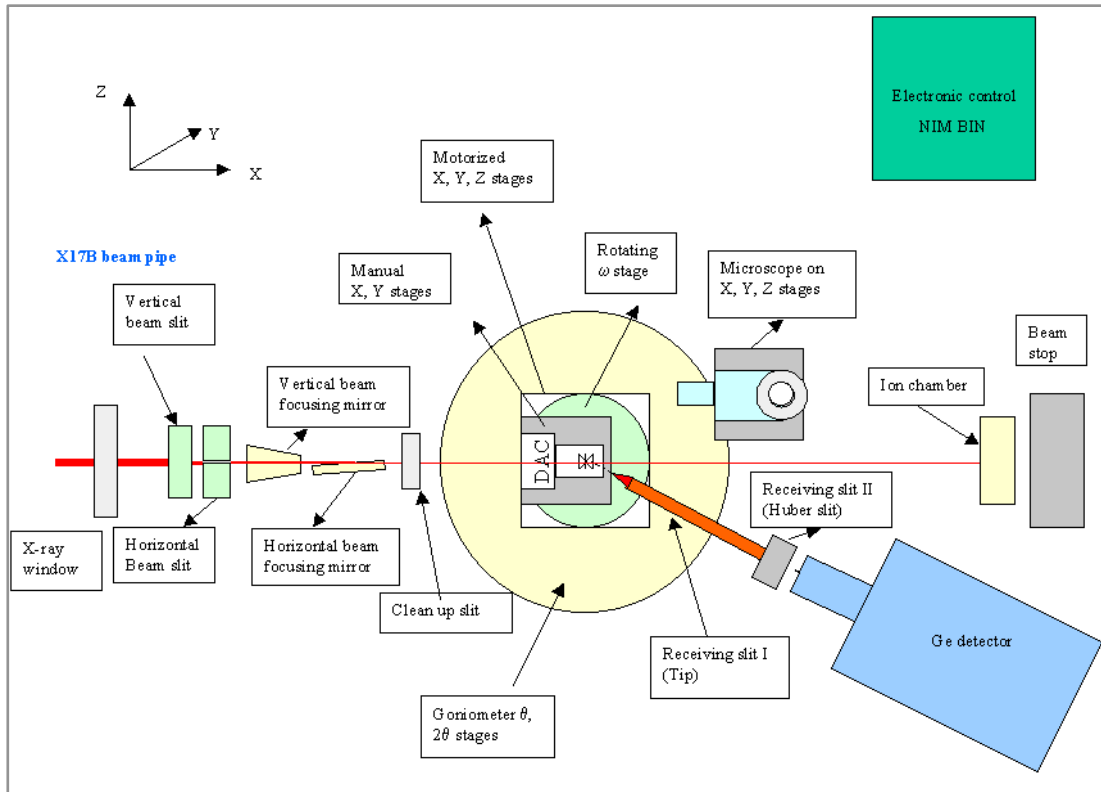 Electronic control
NIM BIN
Z
Y
X
Motorized
X, Y, Z stages
X17B beam pipe
Manual
X, Y stages
Rotating
ω stage
Microscope on
X, Y, Z stages
Vertical
beam slit
Beam
stop
Vertical beam
focusing mirror
Ion chamber
DAC
X-ray
window
Horizontal
Beam slit
Horizontal beam
focusing mirror
Clean up slit
Receiving slit II
(Huber slit)
Receiving slit I
(Tip)
Ge detector
Goniometer θ,
2θ stages